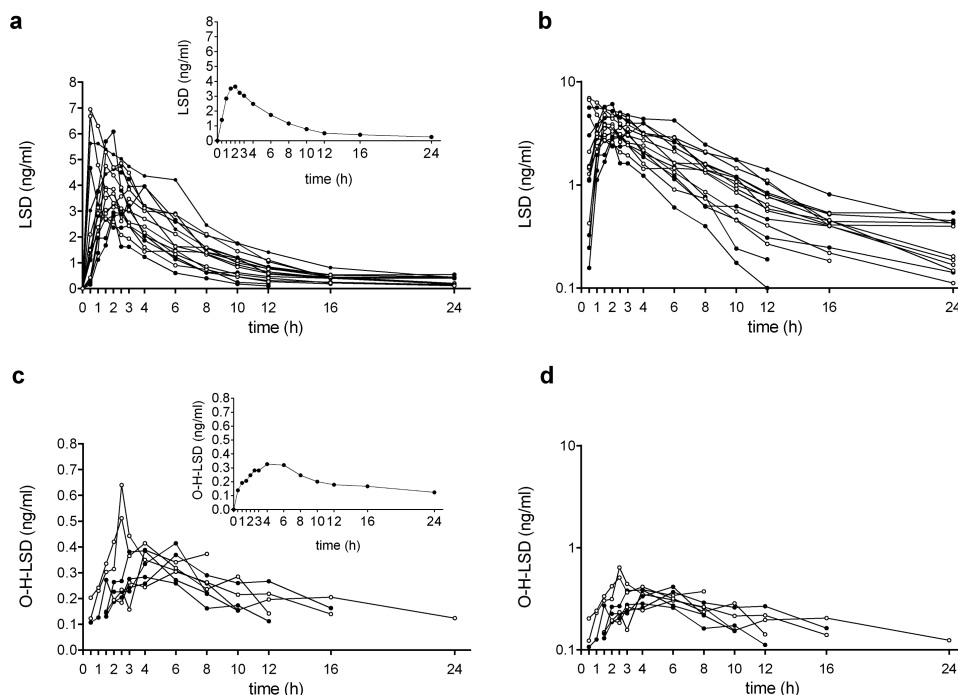 a
8
7
6
5
4
3
2
1
0
LSD (ng/ml)
0 1 2 3 4 6 8 10 12 16 24
time (h)
8
7
6
5
4
3
2
1
0
LSD (ng/ml)
0 1 2 3 4 6 8 10 12 16 24
time (h)
b
10
1
0.1
LSD (ng/ml)
0 1 2 3 4 6 8 10 12 16 24
time (h)
c
0.8
0.7
0.6
0.5
0.4
0.3
0.2
0.1
0.0
O-H-LSD (ng/ml)
0 1 2 3 4 6 8 10 12 16 24
time (h)
0.8
0.7
0.6
0.5
0.4
0.3
0.2
0.1
0.0
O-H-LSD (ng/ml)
0 1 2 3 4 6 8 10 12 16 24
time (h)
d
10
1
0.1
O-H-LSD (ng/ml)
0 1 2 3 4 6 8 10 12 16 24
time (h)